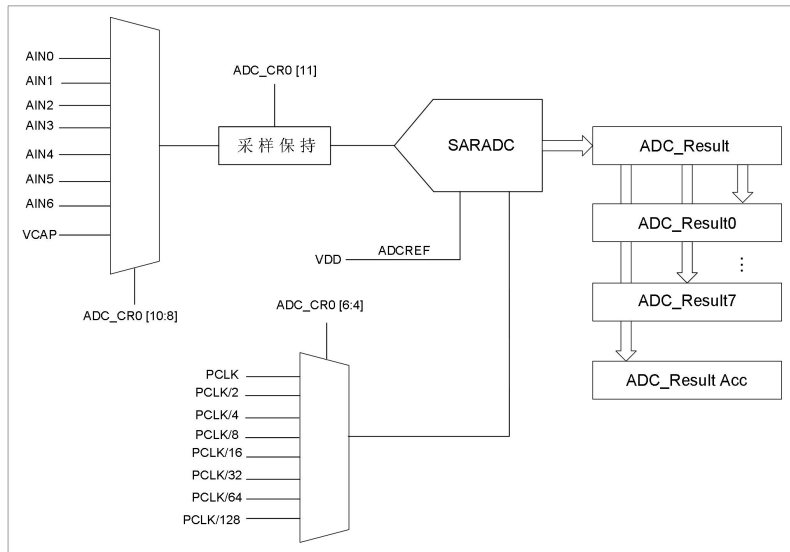 AIN0
AIN1
AIN2
AIN3
AIN4
AIN5
AIN6
VCAP
ADC_CR0 [10:8]
ADC_CR0 [11]
采样保持
SARADC
VDD
ADCREF
ADC_CR0 [6:4]
PCLK
PCLK/2
PCLK/4
PCLK/8
PCLK/16
PCLK/32
PCLK/64
PCLK/128
ADC_Result
ADC_Result0
⋮
ADC_Result7
ADC_Result Acc